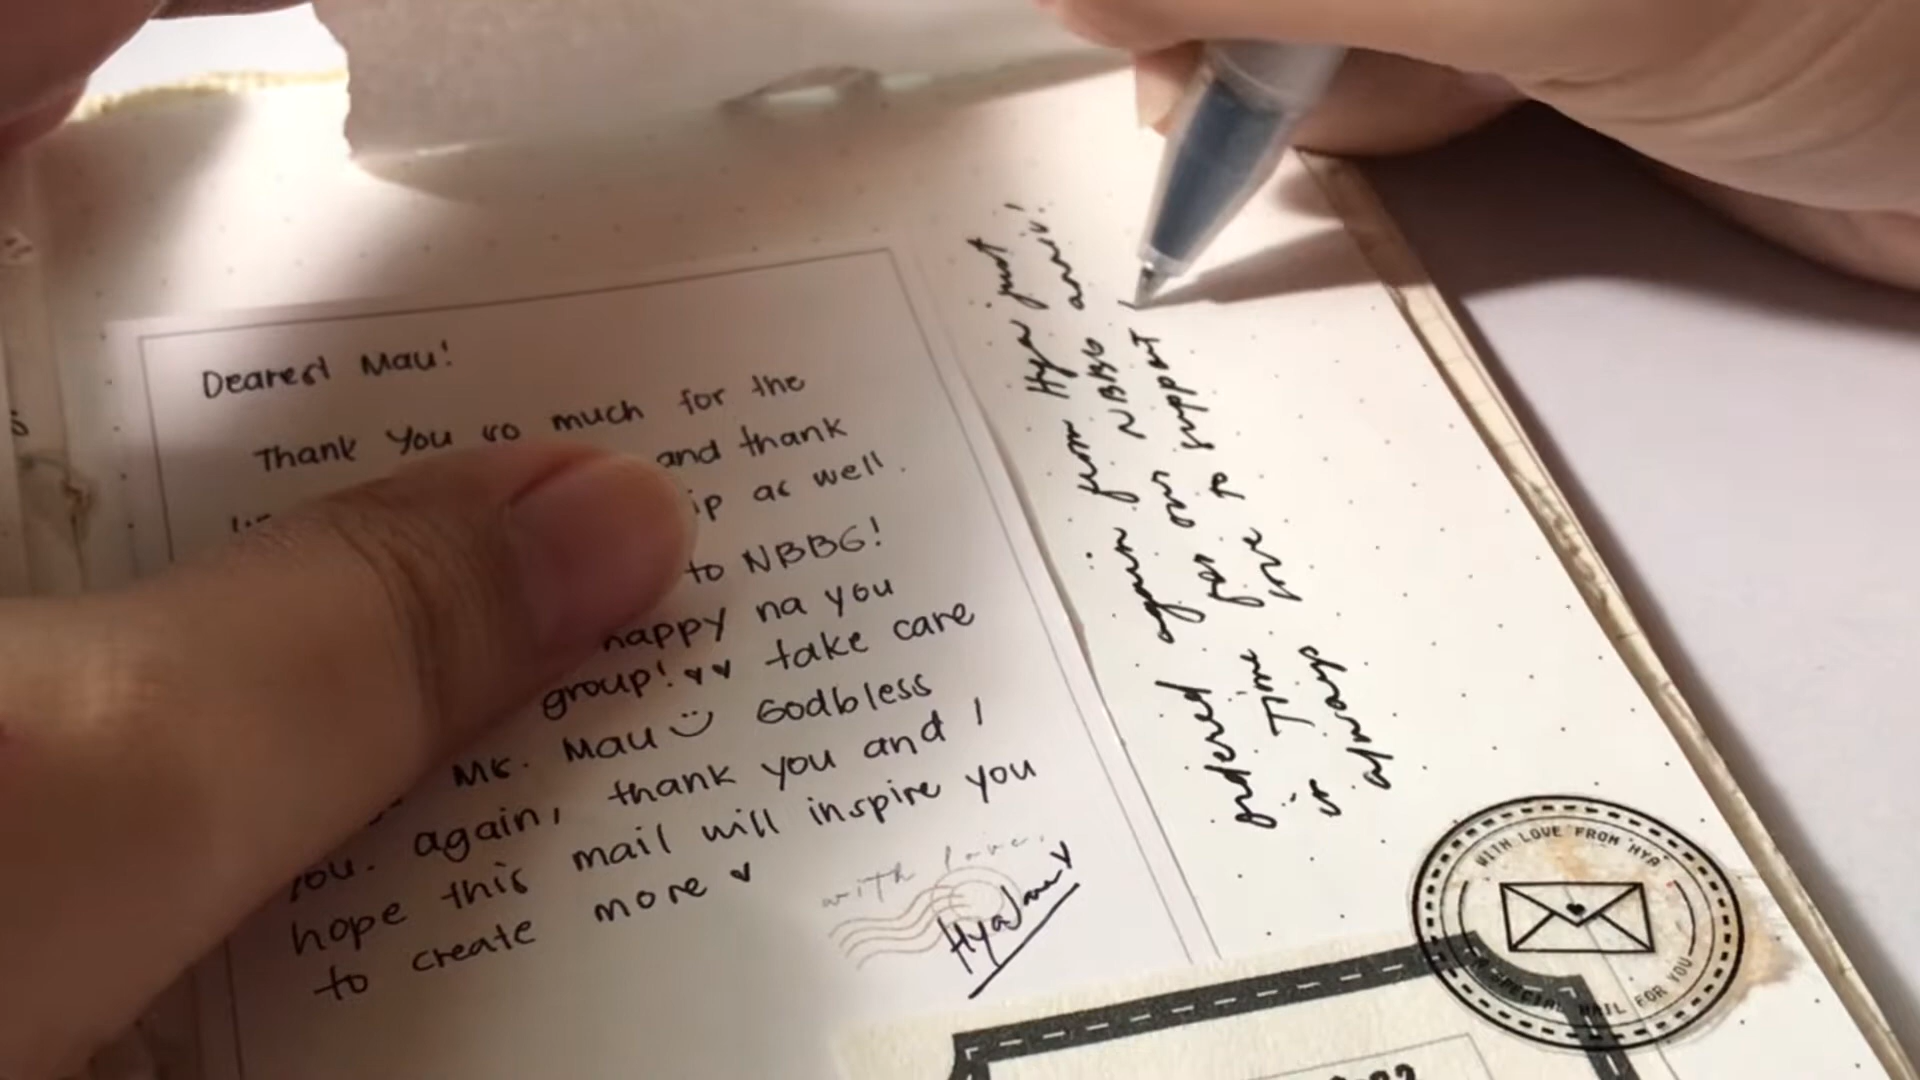 Dearest Mau!
Thank you so much for the
and thank
ip as well.
to NBBG!
happy na you
group! ♥♥ take care
Ms. Mau Godbless
you. again, thank you and I
hope this mail will inspire you
to create more ♥
with love,
HyaJane
ordered again from Hya just
is Time for our NBBG
always love to support
WITH LOVE FROM HYA
A SPECIAL MAIL FOR YOU